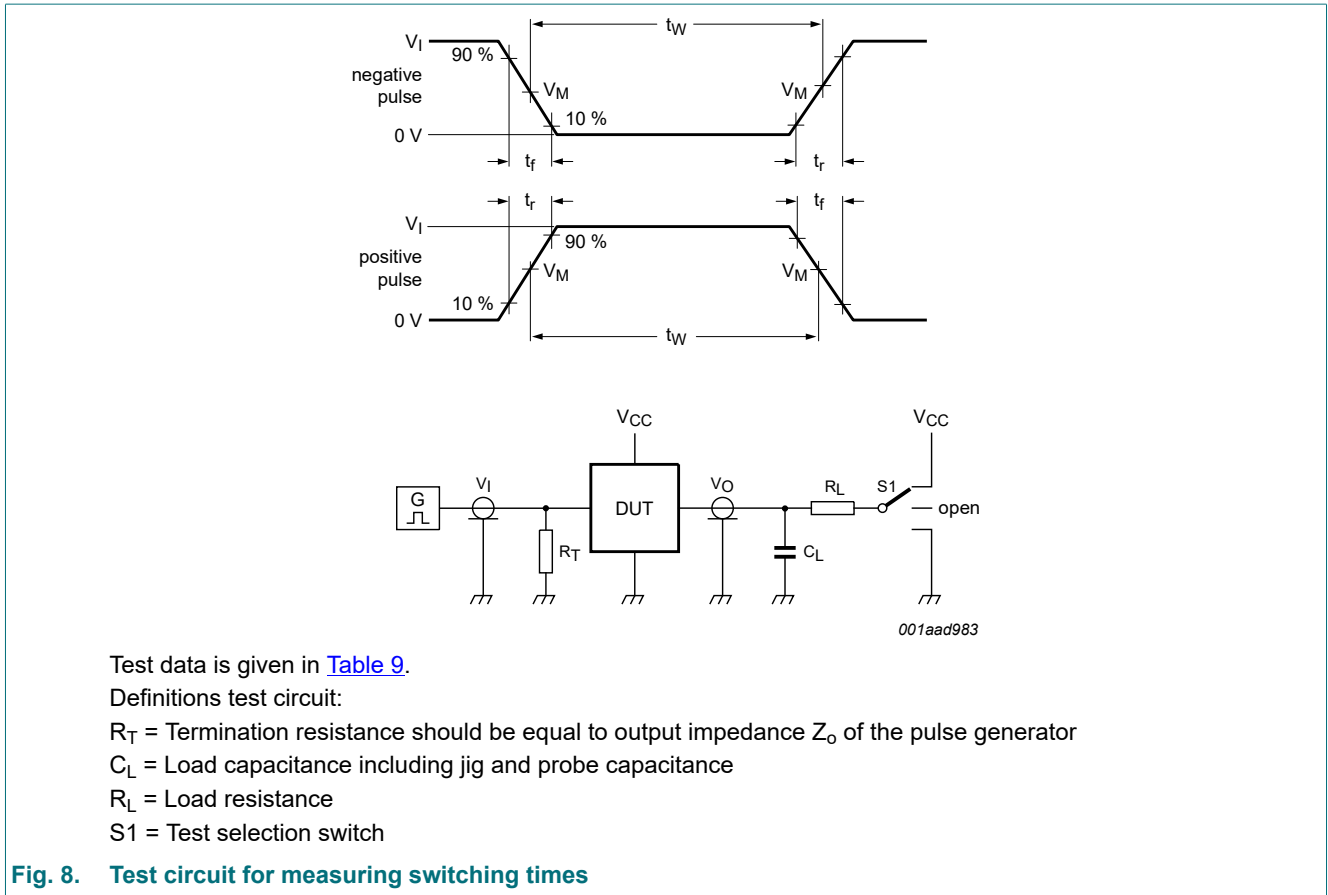 tW
VI
90 %
negative
pulse
VM
VM
10 %
0 V
tf
tr
tr
tf
VI
90 %
positive
pulse
VM
VM
10 %
0 V
tW
VCC
VCC
G
VI
DUT
VO
RL
S1
open
RT
CL
001aad983
Test data is given in Table 9.
Definitions test circuit:
RT = Termination resistance should be equal to output impedance Zo of the pulse generator
CL = Load capacitance including jig and probe capacitance
RL = Load resistance
S1 = Test selection switch
Fig. 8. Test circuit for measuring switching times